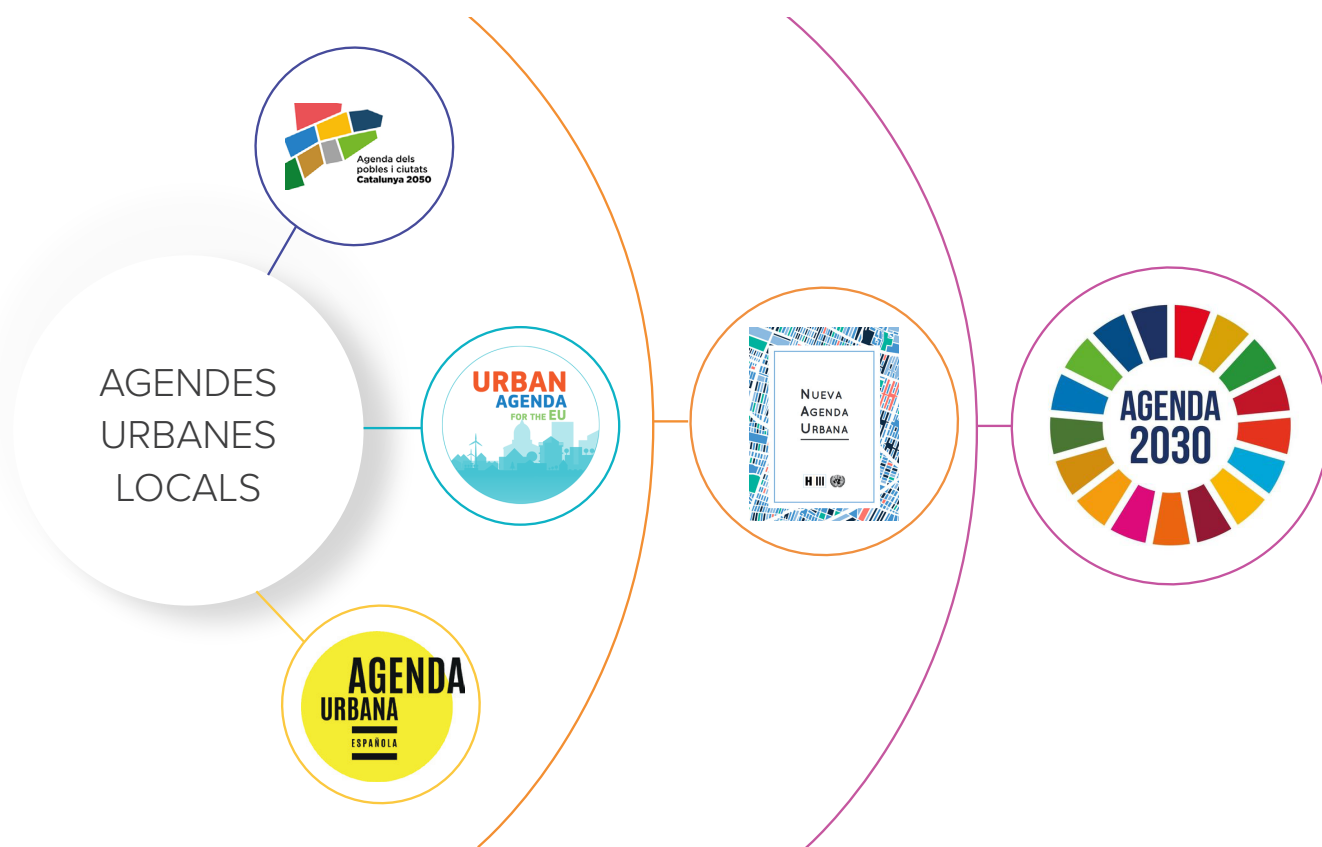 Agenda dels
pobles i ciutats
Catalunya 2050
AGENDES
URBANES
LOCALS
URBAN
AGENDA
FOR THE EU
AGENDA
URBANA
ESPAÑOLA
NUEVA
AGENDA
URBANA
H III
AGENDA
2030